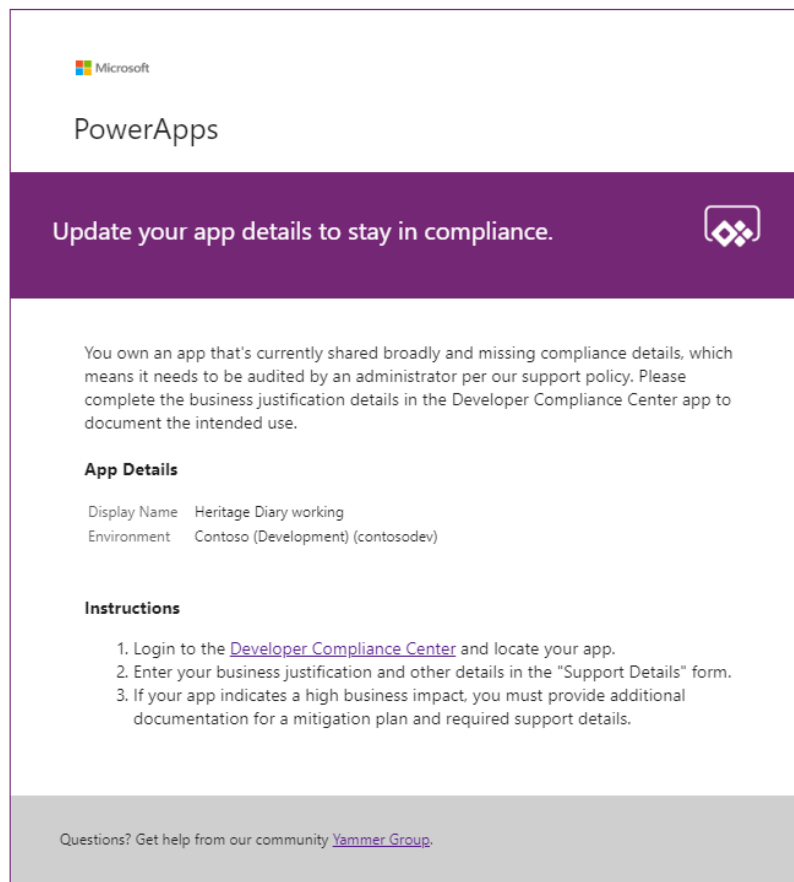 Microsoft
PowerApps
Update your app details to stay in compliance.
You own an app that's currently shared broadly and missing compliance details, which
means it needs to be audited by an administrator per our support policy. Please
complete the business justification details in the Developer Compliance Center app to
document the intended use.
App Details
Display Name Heritage Diary working
Environment Contoso (Development) (contosodev)
Instructions
1. Login to the Developer Compliance Center and locate your app.
2. Enter your business justification and other details in the "Support Details" form.
3. If your app indicates a high business impact, you must provide additional
documentation for a mitigation plan and required support details.
Questions? Get help from our community Yammer Group.